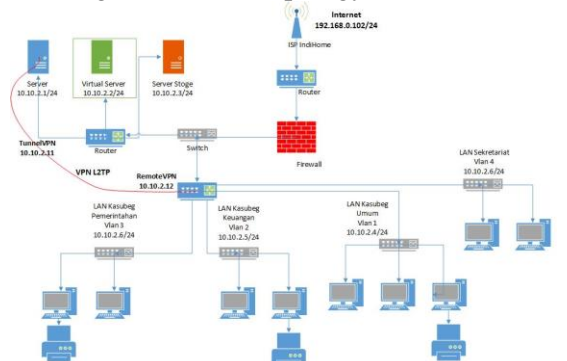 Internet
192.168.0.102/24
ISP IndiHome
Server
10.10.2.1/24
Virtual Server
10.10.2.2/24
Server Stoge
10.10.2.3/24
Router
TunnelVPN
10.10.2.11
Router
Switch
Firewall
VPN L2TP
RemoteVPN
10.10.2.12
LAN Sekretariat
Vlan 4
10.10.2.6/24
LAN Kasubeg
Pemerintahan
Vlan 3
10.10.2.6/24
LAN Kasubeg
Keuangan
Vlan 2
10.10.2.5/24
LAN Kasubeg
Umum
Vlan 1
10.10.2.4/24